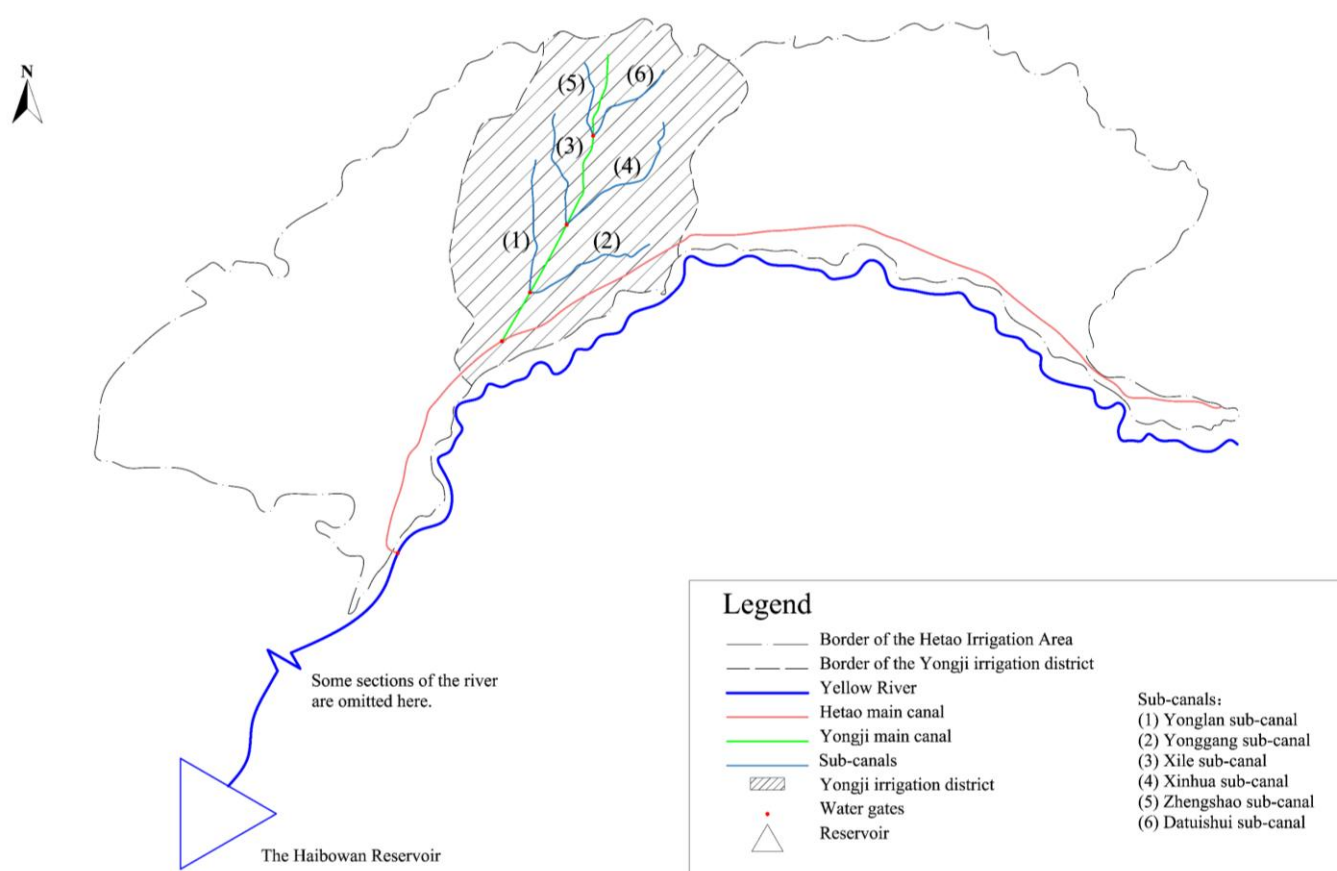 N
(5)
(6)
(3)
(4)
(1)
(2)
Some sections of the river
are omitted here.
The Haibowan Reservoir
Legend
Border of the Hetao Irrigation Area
Border of the Yongji irrigation district
Yellow River
Hetao main canal
Yongji main canal
Sub-canals
Yongji irrigation district
Water gates
Reservoir
Sub-canals:
(1) Yonglan sub-canal
(2) Yonggang sub-canal
(3) Xile sub-canal
(4) Xinhua sub-canal
(5) Zhengshao sub-canal
(6) Datuishui sub-canal